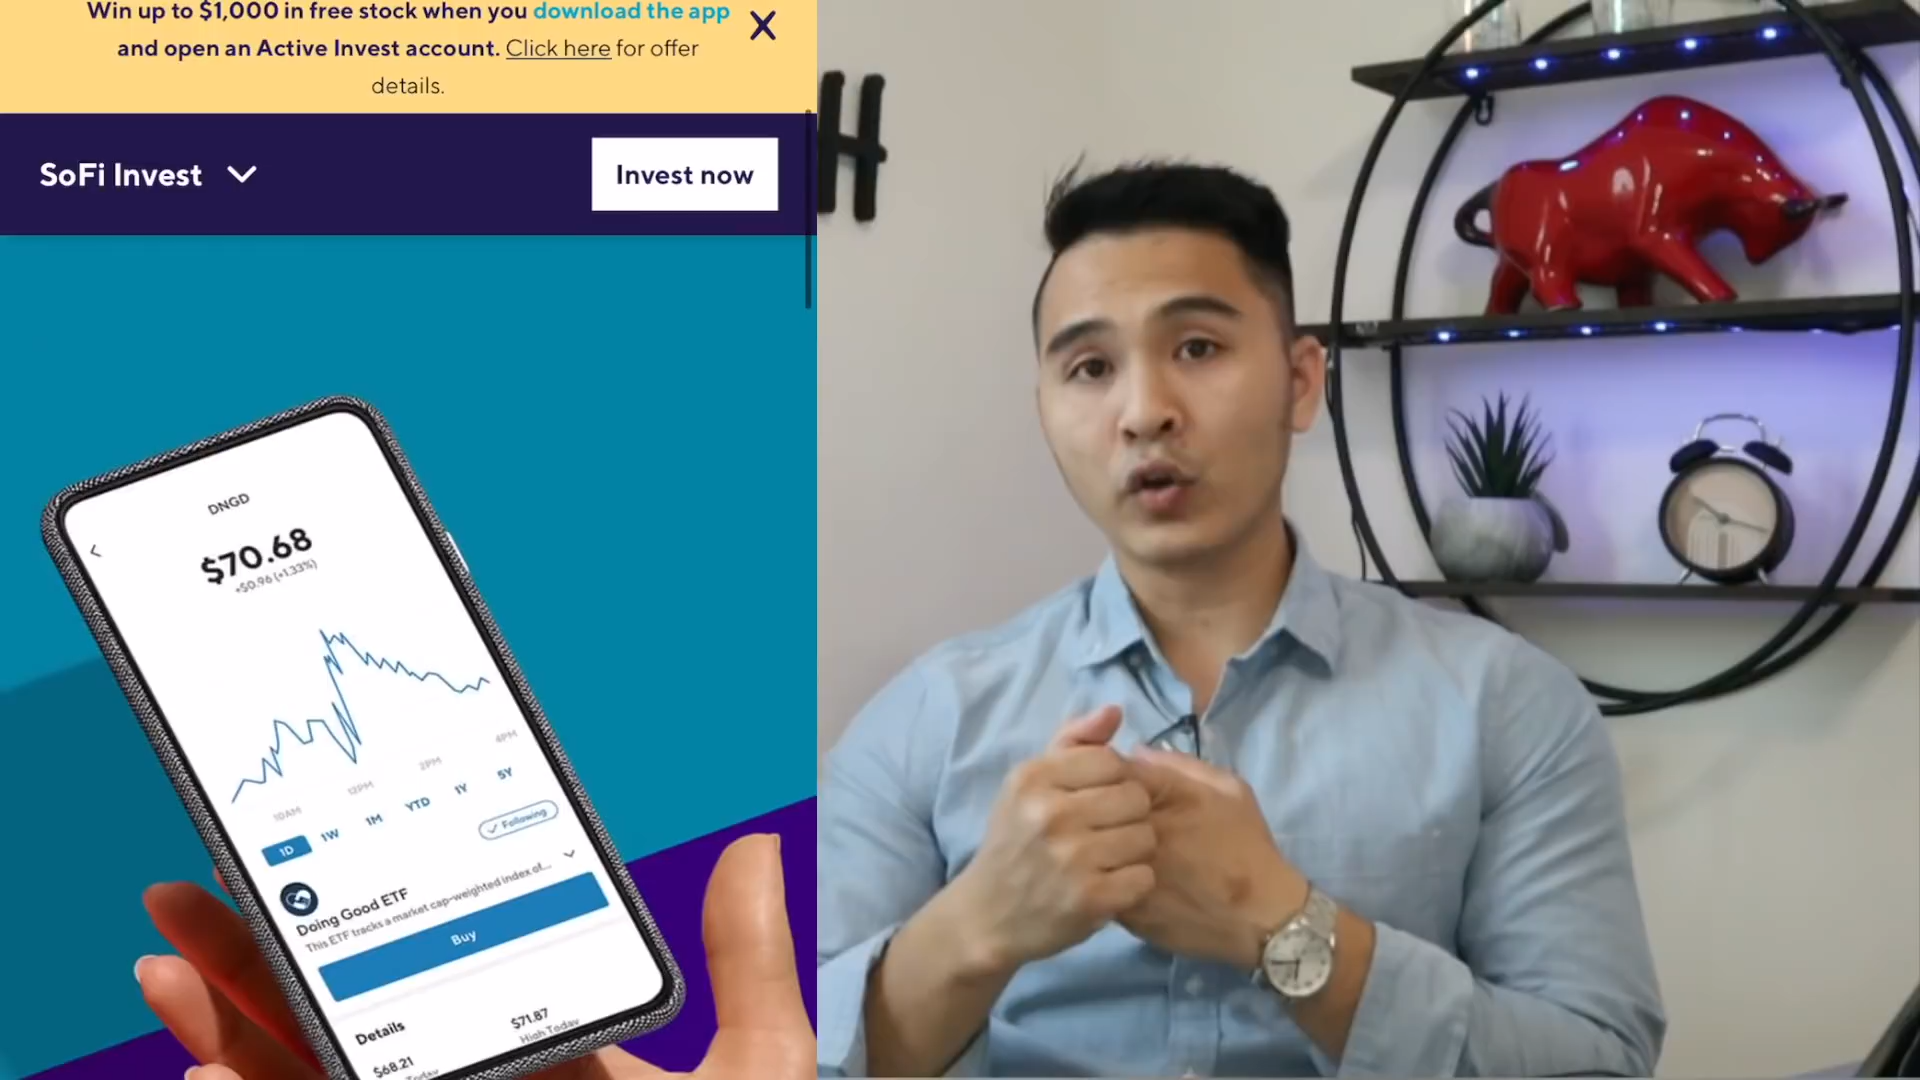 Win up to $1,000 in free stock when you download the app
and open an Active Invest account. Click here for offer
details.
X
SoFi Invest
Invest now
H
DNGD
$70.68
+$0.96 (+1.33%)
10AM
12PM
2PM
4PM
1D
1W
1M
YTD
1Y
5Y
Following
Doing Good ETF
This ETF tracks a market cap-weighted index of...
Buy
Details
$68.21
Today
$71.87
High Today